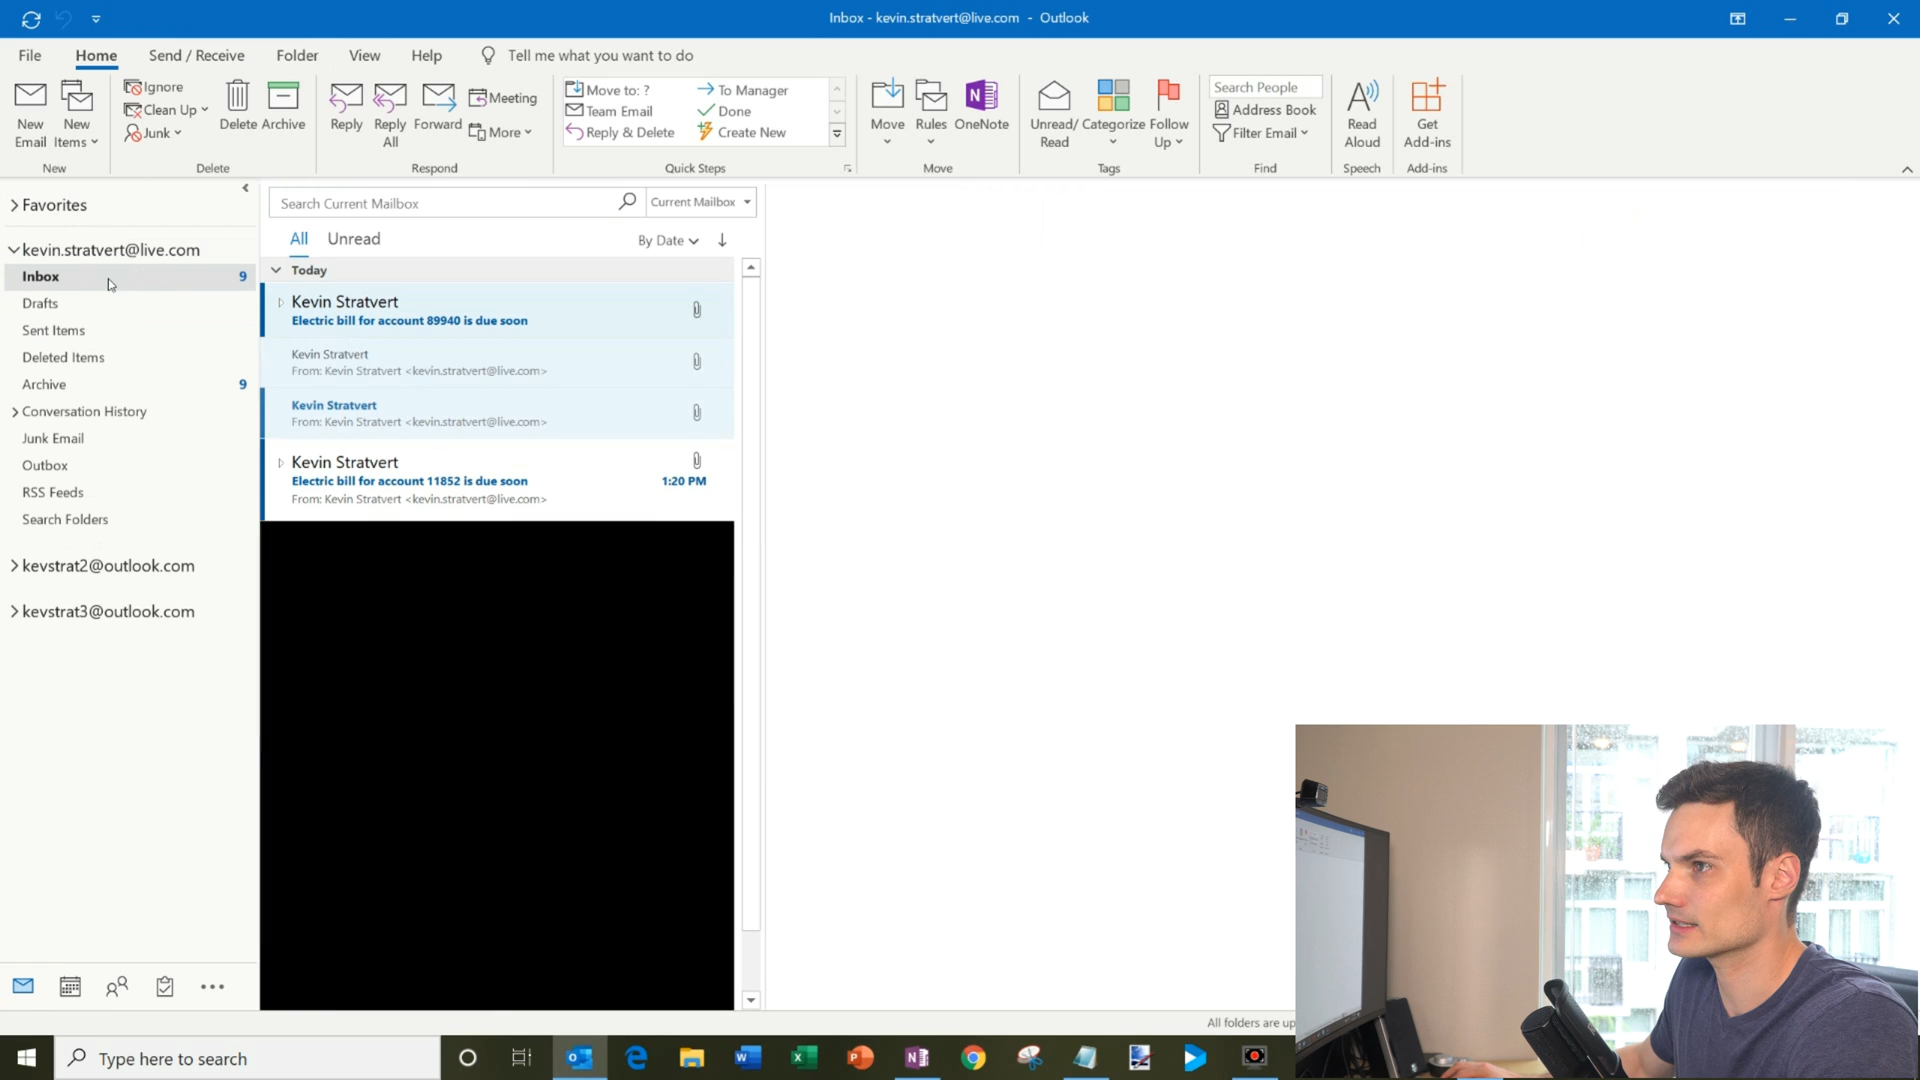 Inbox - kevin.stratvert@live.com - Outlook
File Home Send / Receive Folder View Help Tell me what you want to do
New Email
New Items
Ignore
Clean Up
Junk
Delete
Archive
Reply
Reply All
Forward
Meeting
More
Move to: ?
Team Email
Reply & Delete
To Manager
Done
Create New
Move
Rules
OneNote
Unread/ Read
Categorize
Follow Up
Search People
Address Book
Filter Email
Read Aloud
Get Add-ins
New Delete Respond Quick Steps Move Tags Find Speech Add-ins
Favorites
kevin.stratvert@live.com
Inbox 9
Drafts
Sent Items
Deleted Items
Archive 9
Conversation History
Junk Email
Outbox
RSS Feeds
Search Folders
kevstrat2@outlook.com
kevstrat3@outlook.com
Search Current Mailbox Current Mailbox
All Unread By Date
Today
Kevin Stratvert
Electric bill for account 89940 is due soon
Kevin Stratvert
From: Kevin Stratvert <kevin.stratvert@live.com>
Kevin Stratvert
From: Kevin Stratvert <kevin.stratvert@live.com>
Kevin Stratvert
Electric bill for account 11852 is due soon 1:20 PM
From: Kevin Stratvert <kevin.stratvert@live.com>
All folders are up
Type here to search